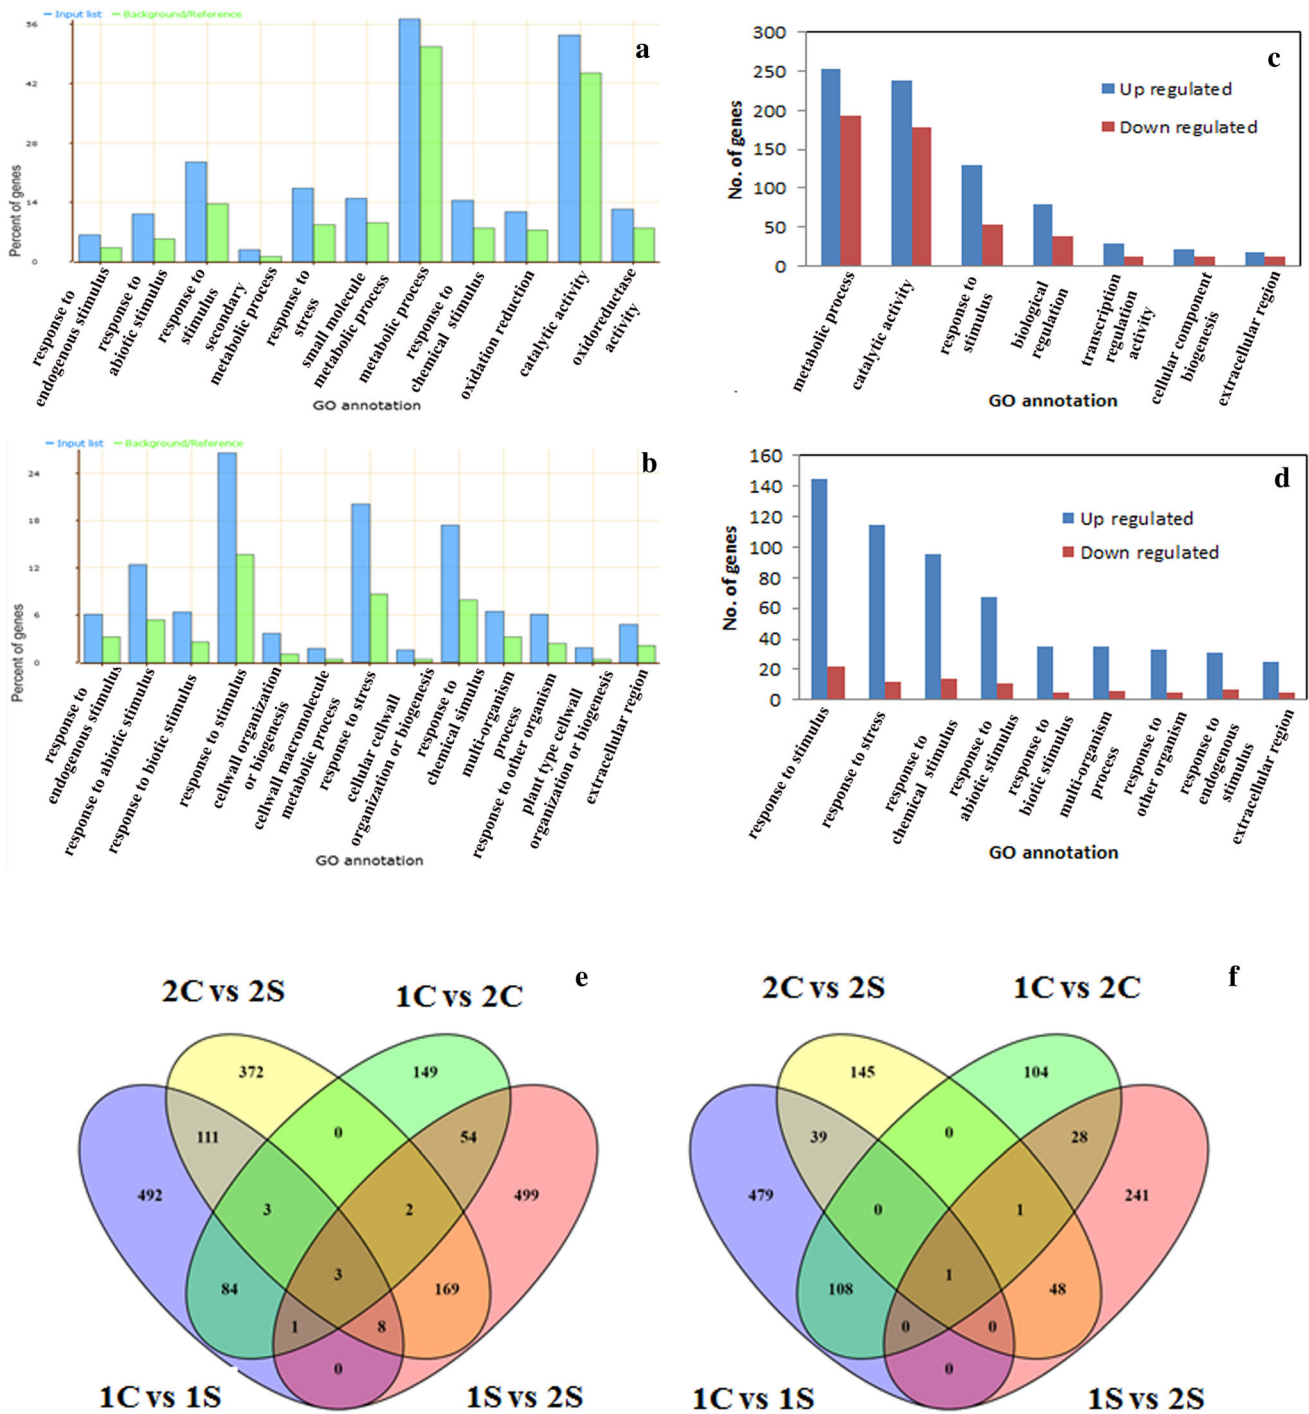 Input list Background/Reference
a
56
42
28
14
0
Percent of genes
response to
endogenous stimulus
response to
abiotic stimulus
response to
stimulus
secondary
metabolic process
response to
stress
small molecule
metabolic process
metabolic process
response to
chemical stimulus
oxidation reduction
catalytic activity
oxidoreductase
activity
GO annotation
c
300
250
200
150
100
50
0
No. of genes
Up regulated
Down regulated
metabolic process
catalytic activity
response to
stimulus
biological
regulation
transcription
regulation
activity
cellular component
biogenesis
extracellular region
GO annotation
Input list Background/Reference
b
24
18
12
6
0
Percent of genes
response to
endogenous stimulus
response to abiotic stimulus
response to biotic stimulus
response to stimulus
cellwall organization
or biogenesis
cellwall macromolecule
metabolic process
response to stress
cellular cellwall
organization or biogenesis
response to
chemical stimulus
multi-organism
process
response to other organism
plant type cellwall
organization or biogenesis
extracellular region
GO annotation
d
160
140
120
100
80
60
40
20
0
No. of genes
Up regulated
Down regulated
response to stimulus
response to stress
response to
chemical stimulus
response to
abiotic stimulus
response to
biotic stimulus
multi-organism
process
response to
other organism
response to
endogenous
stimulus
extracellular region
GO annotation
e
2C vs 2S
1C vs 2C
372
149
111
0
54
492
499
3
2
3
84
169
1
8
0
1C vs 1S
1S vs 2S
f
2C vs 2S
1C vs 2C
145
104
39
0
28
479
241
0
1
1
108
48
0
0
0
1C vs 1S
1S vs 2S